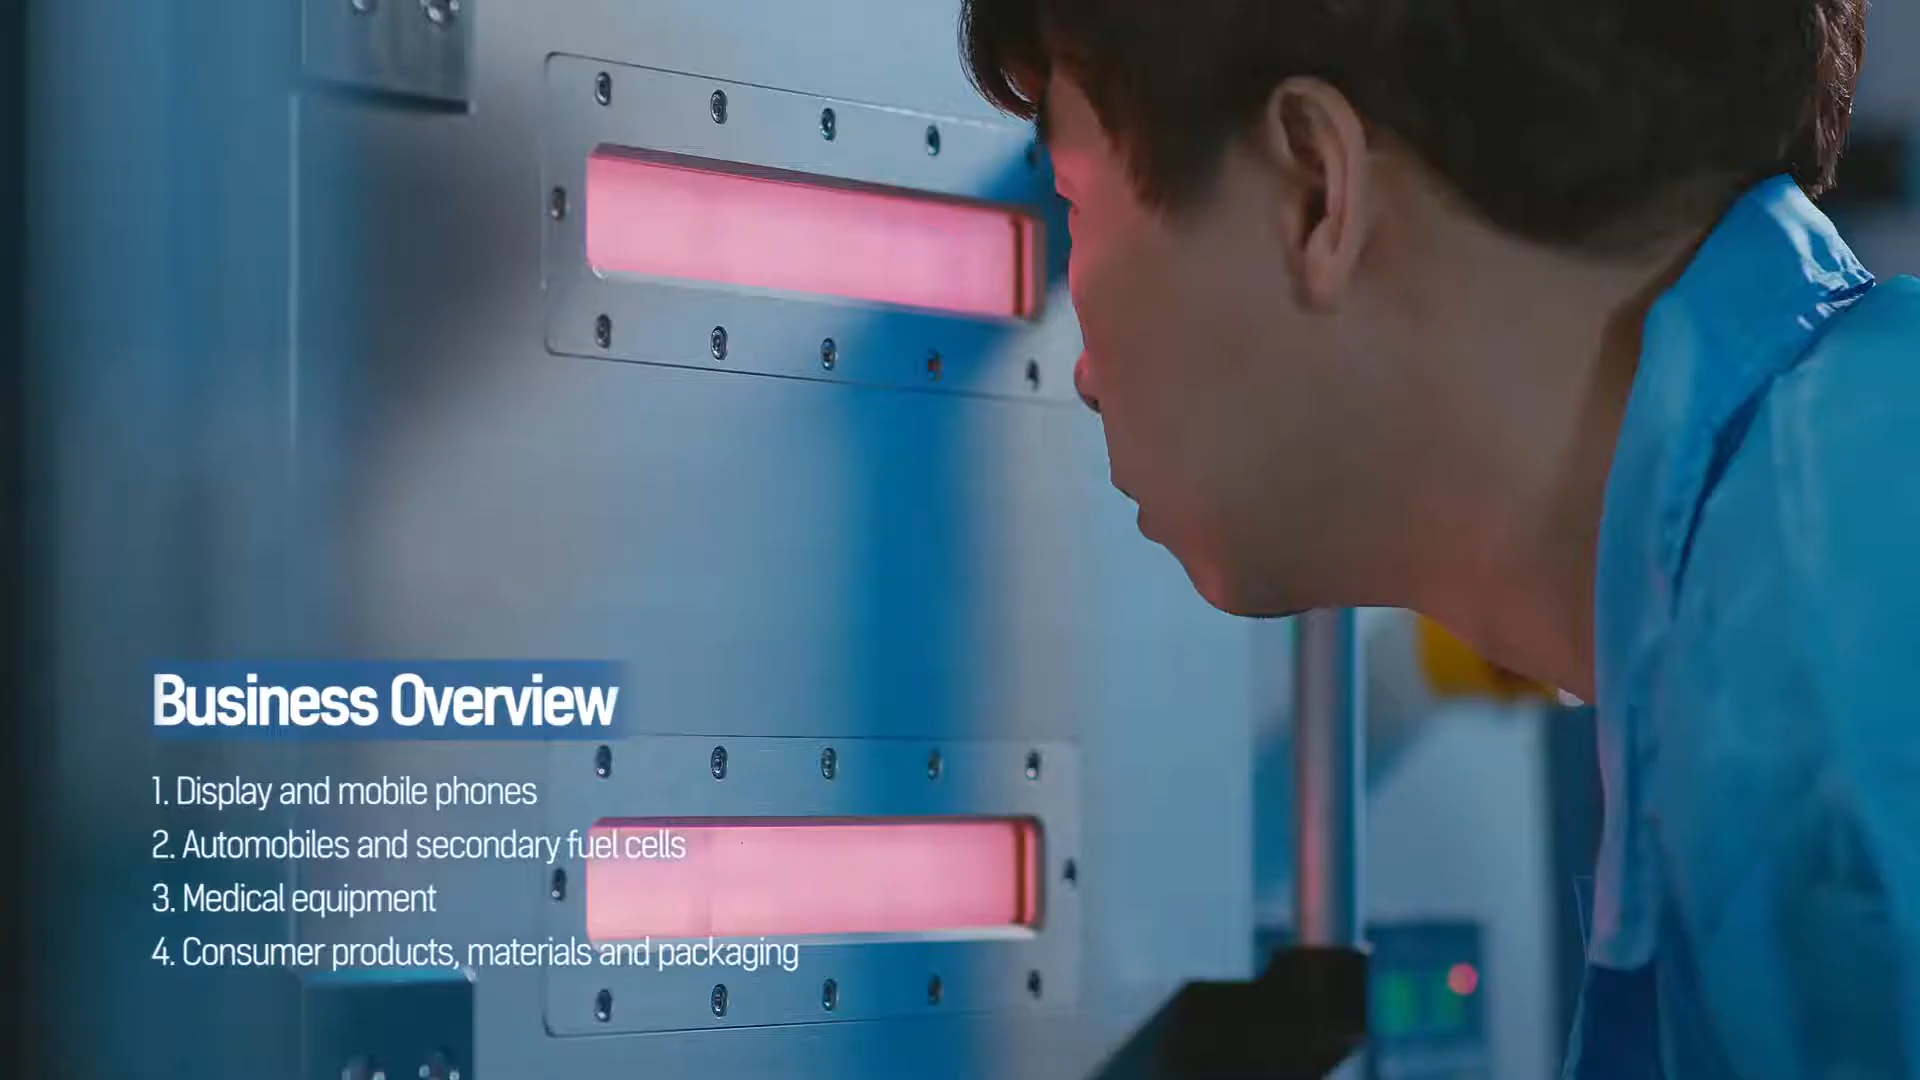 Business Overview
1. Display and mobile phones
2. Automobiles and secondary fuel cells
3. Medical equipment
4. Consumer products, materials and packaging